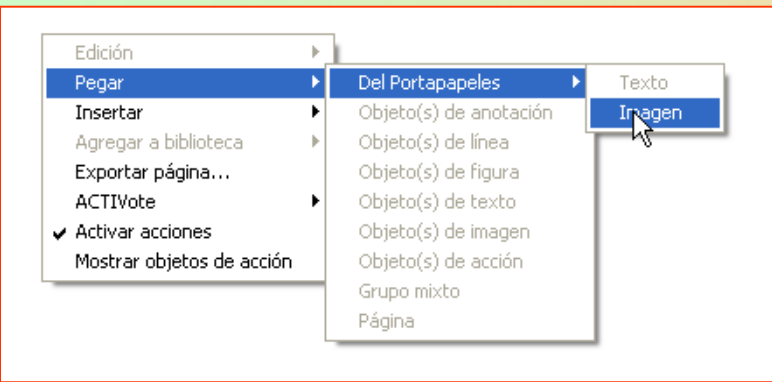 Edición
Pegar
Insertar
Agregar a biblioteca
Exportar página...
ACTIVote
Activar acciones
Mostrar objetos de acción
Del Portapapeles
Objeto(s) de anotación
Objeto(s) de línea
Objeto(s) de figura
Objeto(s) de texto
Objeto(s) de imagen
Objeto(s) de acción
Grupo mixto
Página
Texto
Imagen